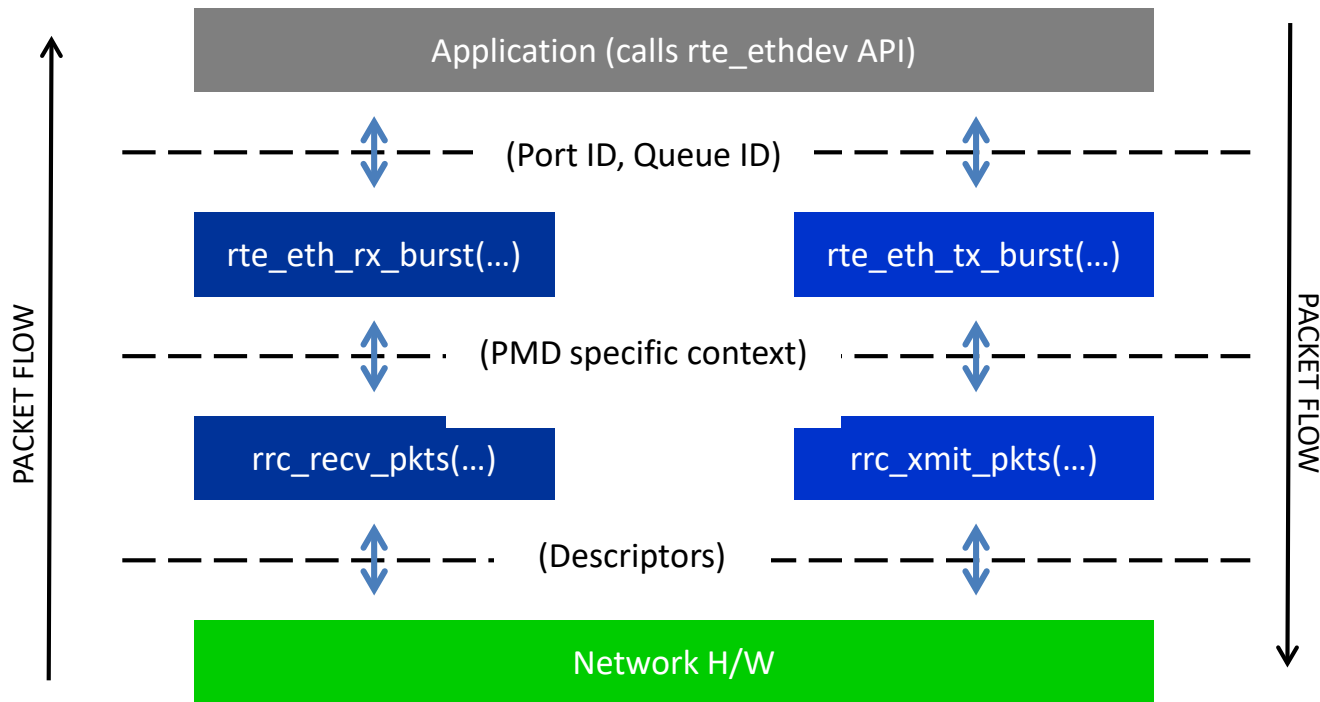 Application (calls rte_ethdev API)
(Port ID, Queue ID)
rte_eth_rx_burst(…)
rte_eth_tx_burst(…)
(PMD specific context)
rrc_recv_pkts(…)
rrc_xmit_pkts(…)
(Descriptors)
Network H/W
PACKET FLOW
PACKET FLOW